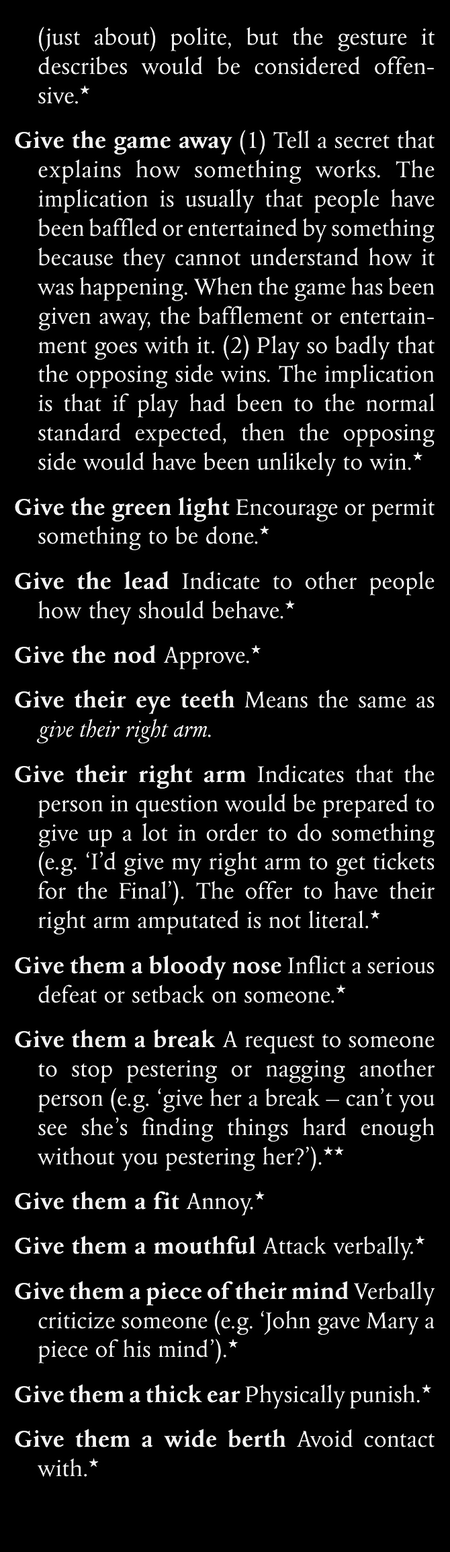 (just about) polite, but the gesture it
describes would be considered offen-
sive.★
Give the game away (1) Tell a secret that
explains how something works. The
implication is usually that people have
been baffled or entertained by something
because they cannot understand how it
was happening. When the game has been
given away, the bafflement or entertain-
ment goes with it. (2) Play so badly that
the opposing side wins. The implication
is that if play had been to the normal
standard expected, then the opposing
side would have been unlikely to win.★
Give the green light Encourage or permit
something to be done.★
Give the lead Indicate to other people
how they should behave.★
Give the nod Approve.★
Give their eye teeth Means the same as
give their right arm.
Give their right arm Indicates that the
person in question would be prepared to
give up a lot in order to do something
(e.g. ‘I’d give my right arm to get tickets
for the Final’). The offer to have their
right arm amputated is not literal.★
Give them a bloody nose Inflict a serious
defeat or setback on someone.★
Give them a break A request to someone
to stop pestering or nagging another
person (e.g. ‘give her a break – can’t you
see she’s finding things hard enough
without you pestering her?’).★★
Give them a fit Annoy.★
Give them a mouthful Attack verbally.★
Give them a piece of their mind Verbally
criticize someone (e.g. ‘John gave Mary a
piece of his mind’).★
Give them a thick ear Physically punish.★
Give them a wide berth Avoid contact
with.★